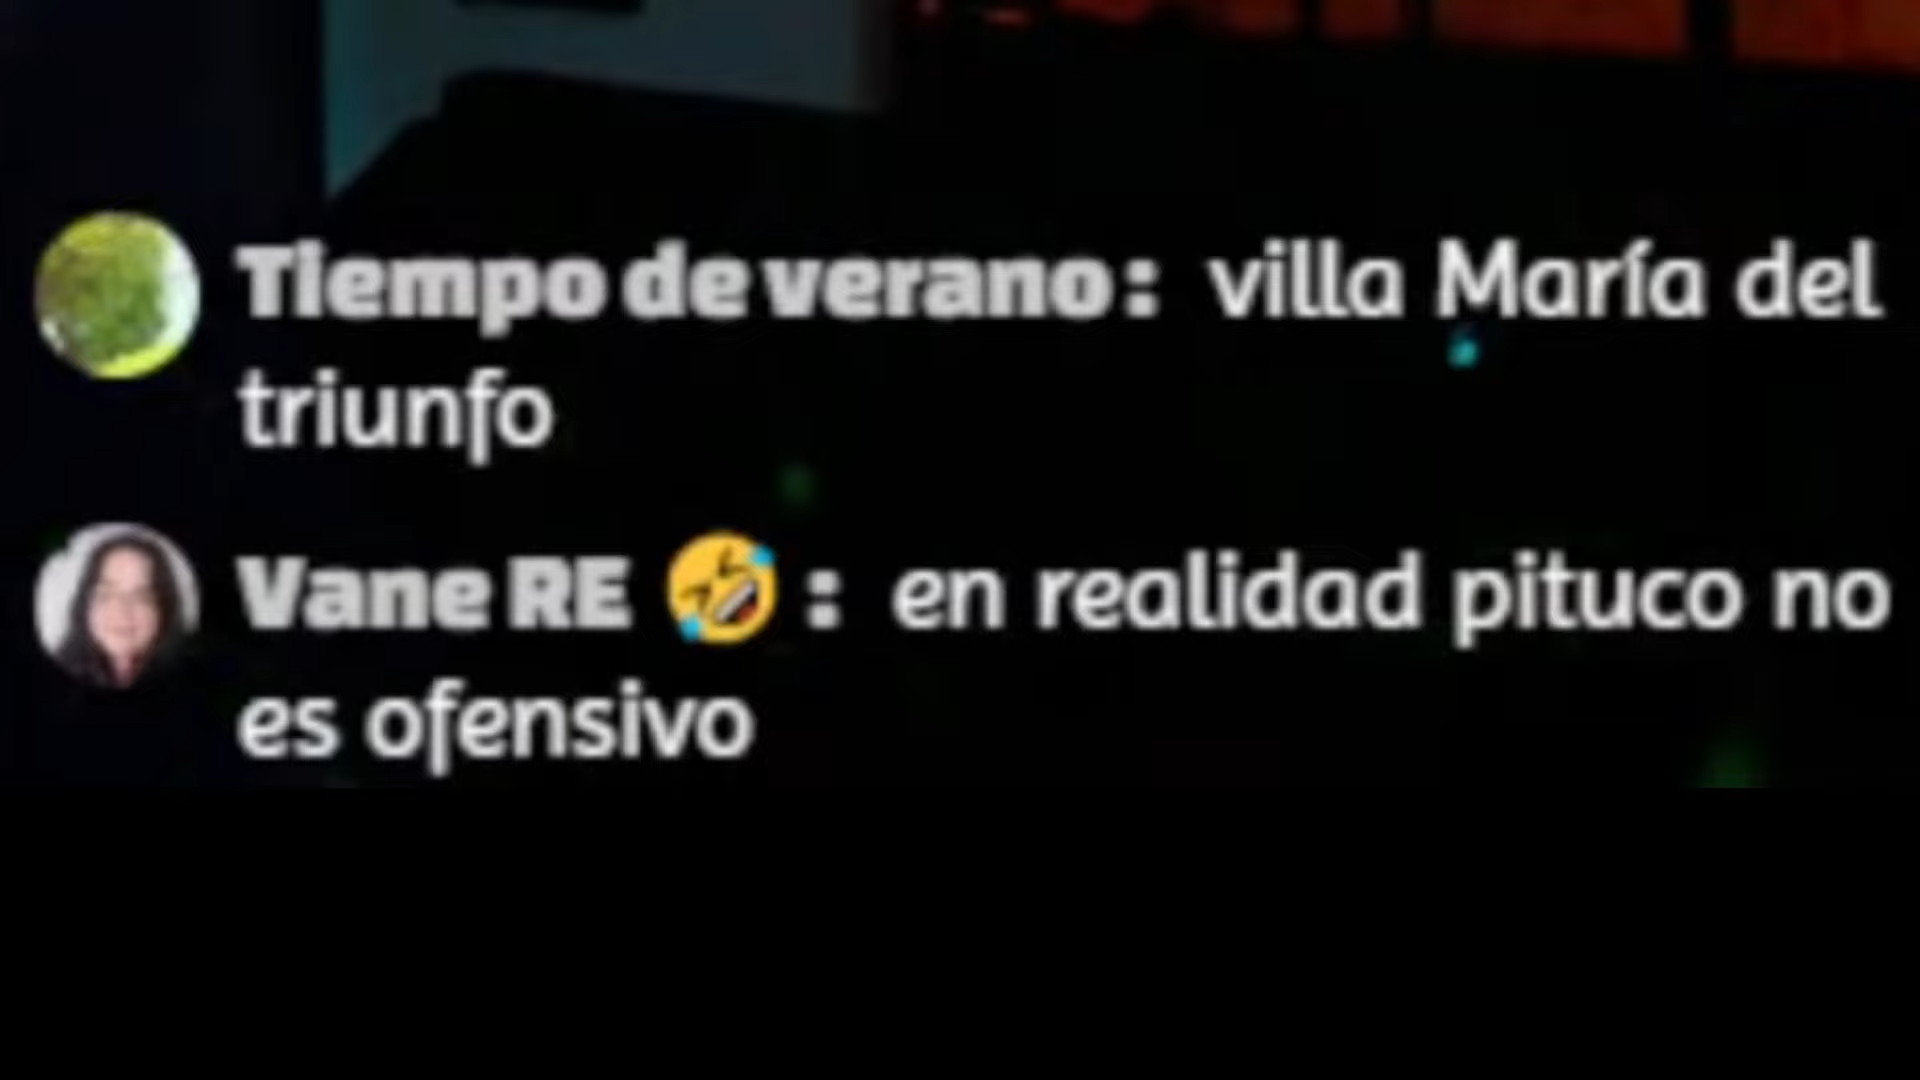 Tiempo de verano: villa María del
triunfo
Vane RE 🤣: en realidad pituco no
es ofensivo